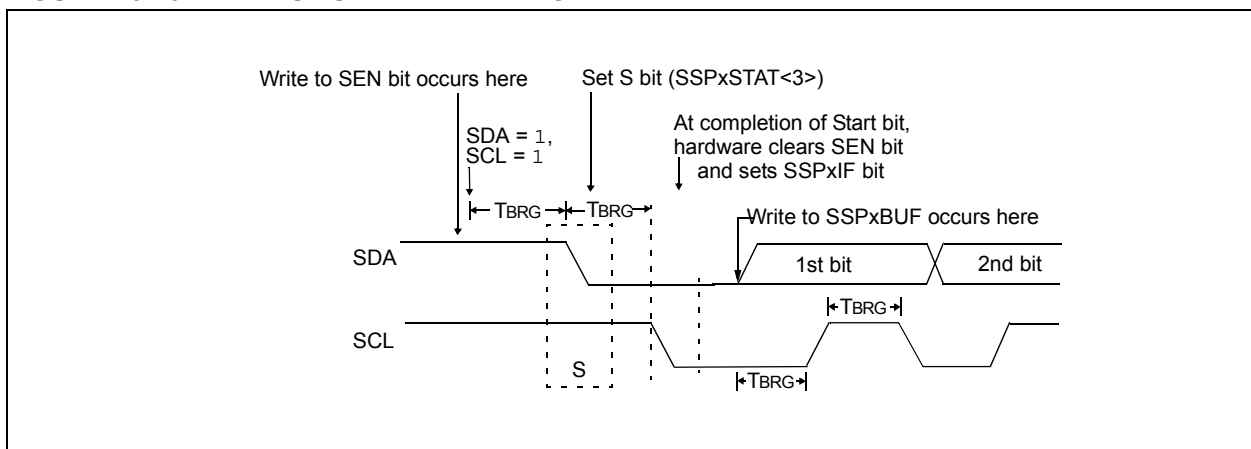 Write to SEN bit occurs here
Set S bit (SSPxSTAT<3>)
SDA = 1,
SCL = 1
At completion of Start bit,
hardware clears SEN bit
and sets SSPxIF bit
TBRG
TBRG
Write to SSPxBUF occurs here
SDA
1st bit
2nd bit
TBRG
SCL
S
TBRG